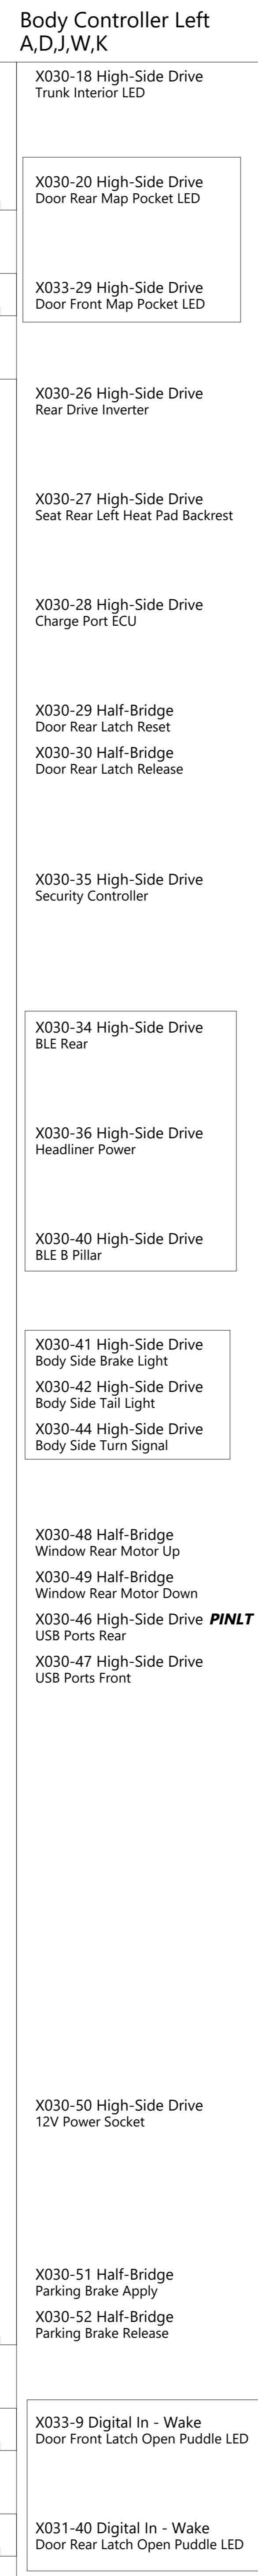 Body Controller Left
A,D,J,W,K
X030-18 High-Side Drive
Trunk Interior LED
X030-20 High-Side Drive
Door Rear Map Pocket LED
X033-29 High-Side Drive
Door Front Map Pocket LED
X030-26 High-Side Drive
Rear Drive Inverter
X030-27 High-Side Drive
Seat Rear Left Heat Pad Backrest
X030-28 High-Side Drive
Charge Port ECU
X030-29 Half-Bridge
Door Rear Latch Reset
X030-30 Half-Bridge
Door Rear Latch Release
X030-35 High-Side Drive
Security Controller
X030-34 High-Side Drive
BLE Rear
X030-36 High-Side Drive
Headliner Power
X030-40 High-Side Drive
BLE B Pillar
X030-41 High-Side Drive
Body Side Brake Light
X030-42 High-Side Drive
Body Side Tail Light
X030-44 High-Side Drive
Body Side Turn Signal
X030-48 Half-Bridge
Window Rear Motor Up
X030-49 Half-Bridge
Window Rear Motor Down
X030-46 High-Side Drive PINLT
USB Ports Rear
X030-47 High-Side Drive
USB Ports Front
X030-50 High-Side Drive
12V Power Socket
X030-51 Half-Bridge
Parking Brake Apply
X030-52 Half-Bridge
Parking Brake Release
X033-9 Digital In - Wake
Door Front Latch Open Puddle LED
X031-40 Digital In - Wake
Door Rear Latch Open Puddle LED